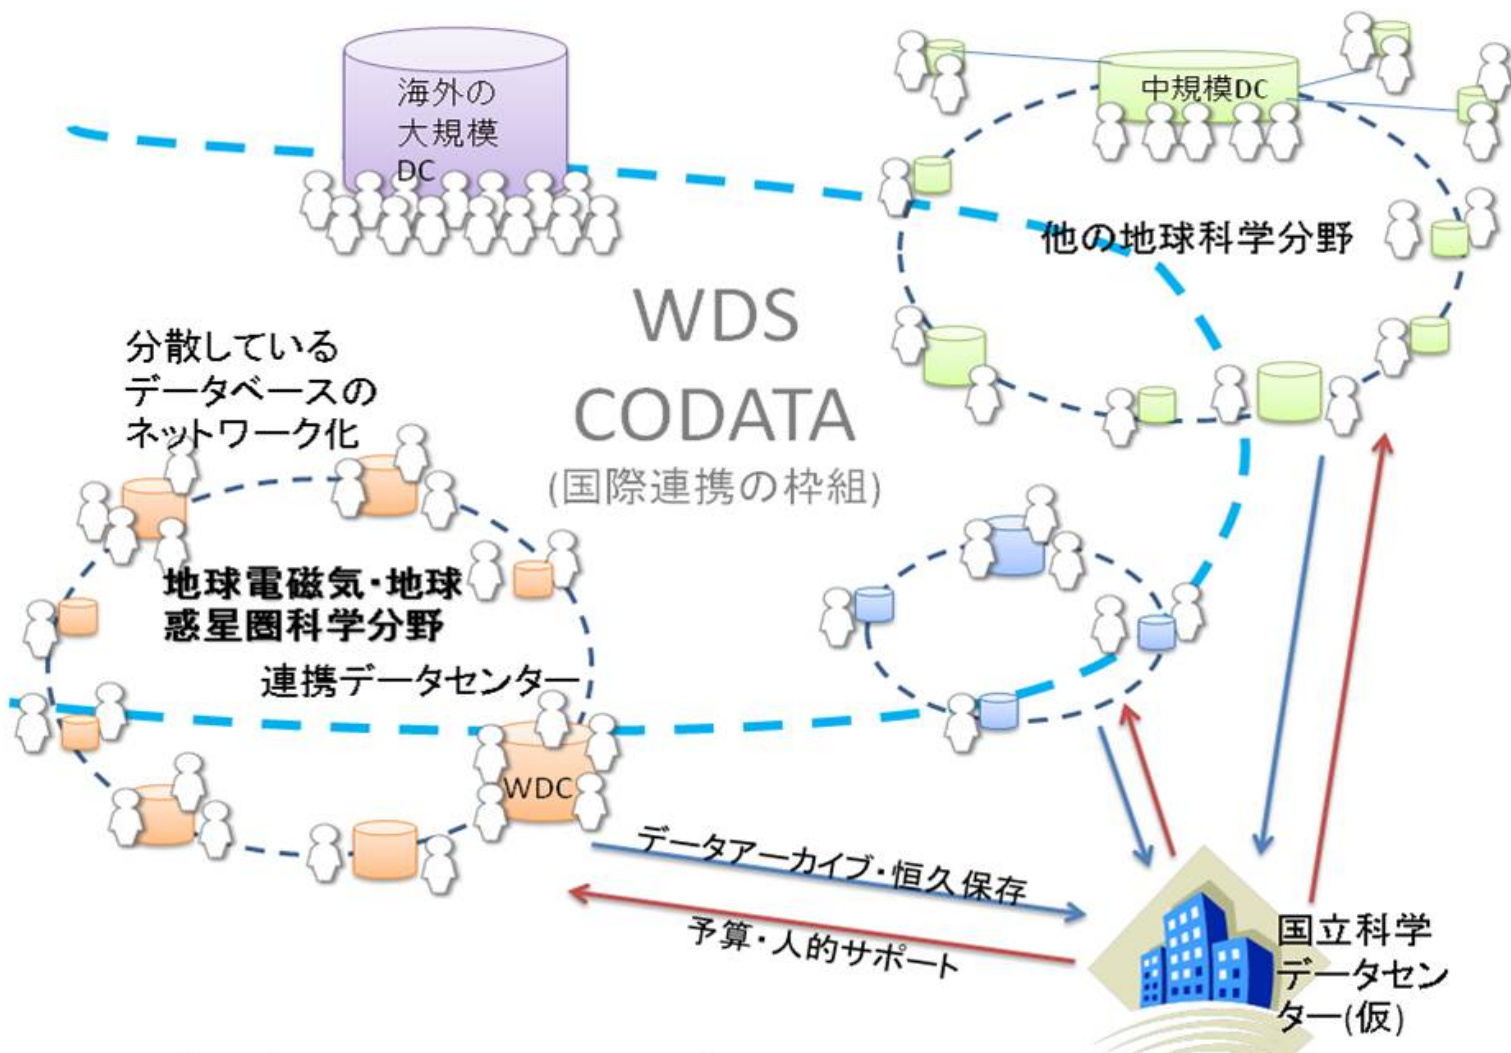 海外の
大規模
DC
中規模DC
他の地球科学分野
WDS
CODATA
(国際連携の枠組)
分散している
データベースの
ネットワーク化
地球電磁気・地球
惑星圏科学分野
連携データセンター
WDC
データアーカイブ・恒久保存
予算・人的サポート
国立科学
データセン
ター(仮)